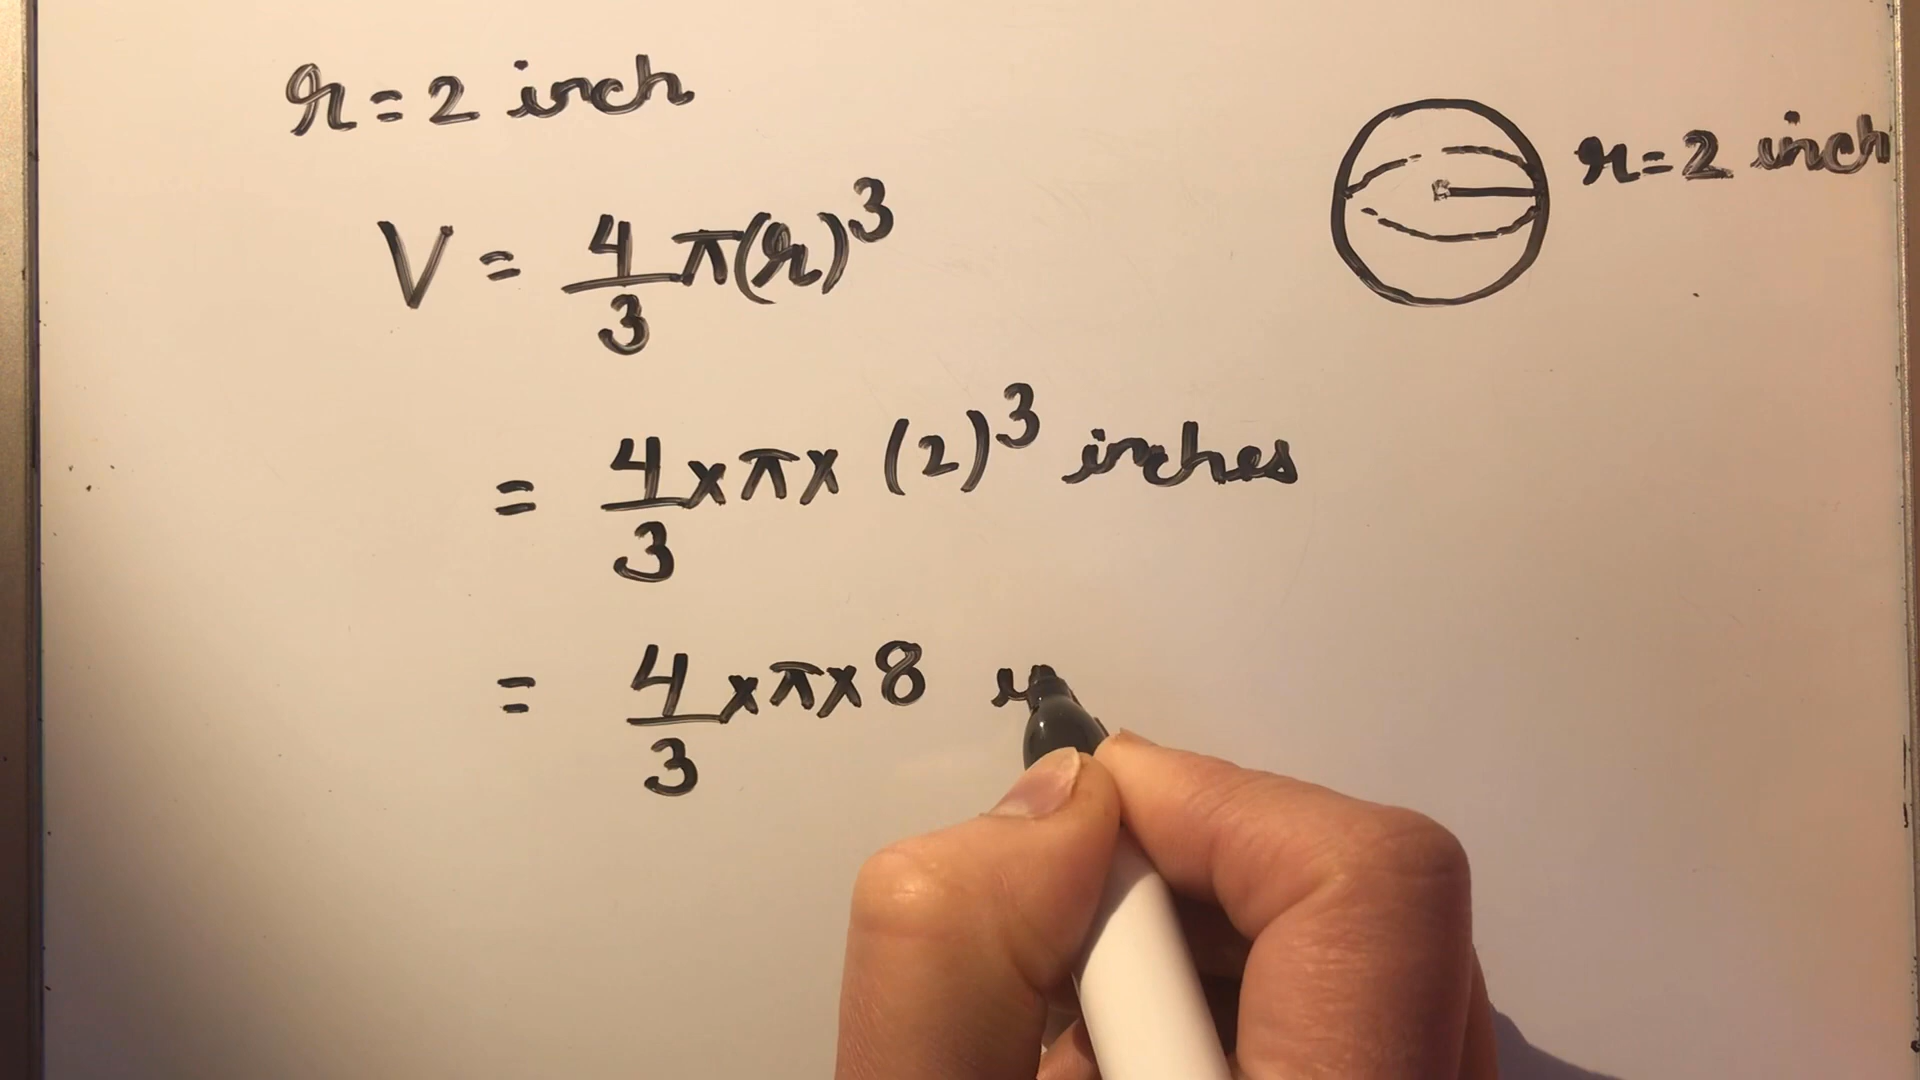 r = 2 inch
r = 2 inch
V = 4/3 π(r)³
= 4/3 x π x (2)³ inches
= 4/3 x π x 8